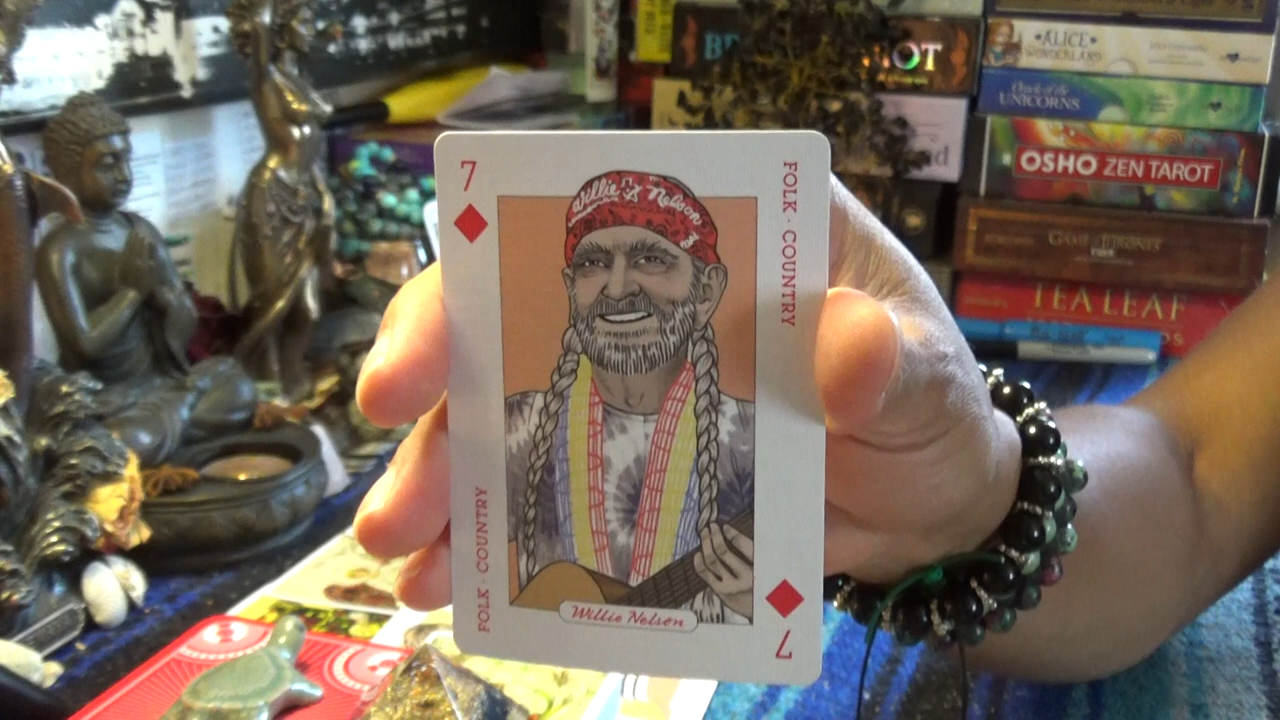 7
FOLK · COUNTRY
Willie Nelson
Willie Nelson
FOLK · COUNTRY
7
ALICE
WONDERLAND
Oracle of the
UNICORNS
OSHO ZEN TAROT
GAME OF THRONES
TEA LEAF